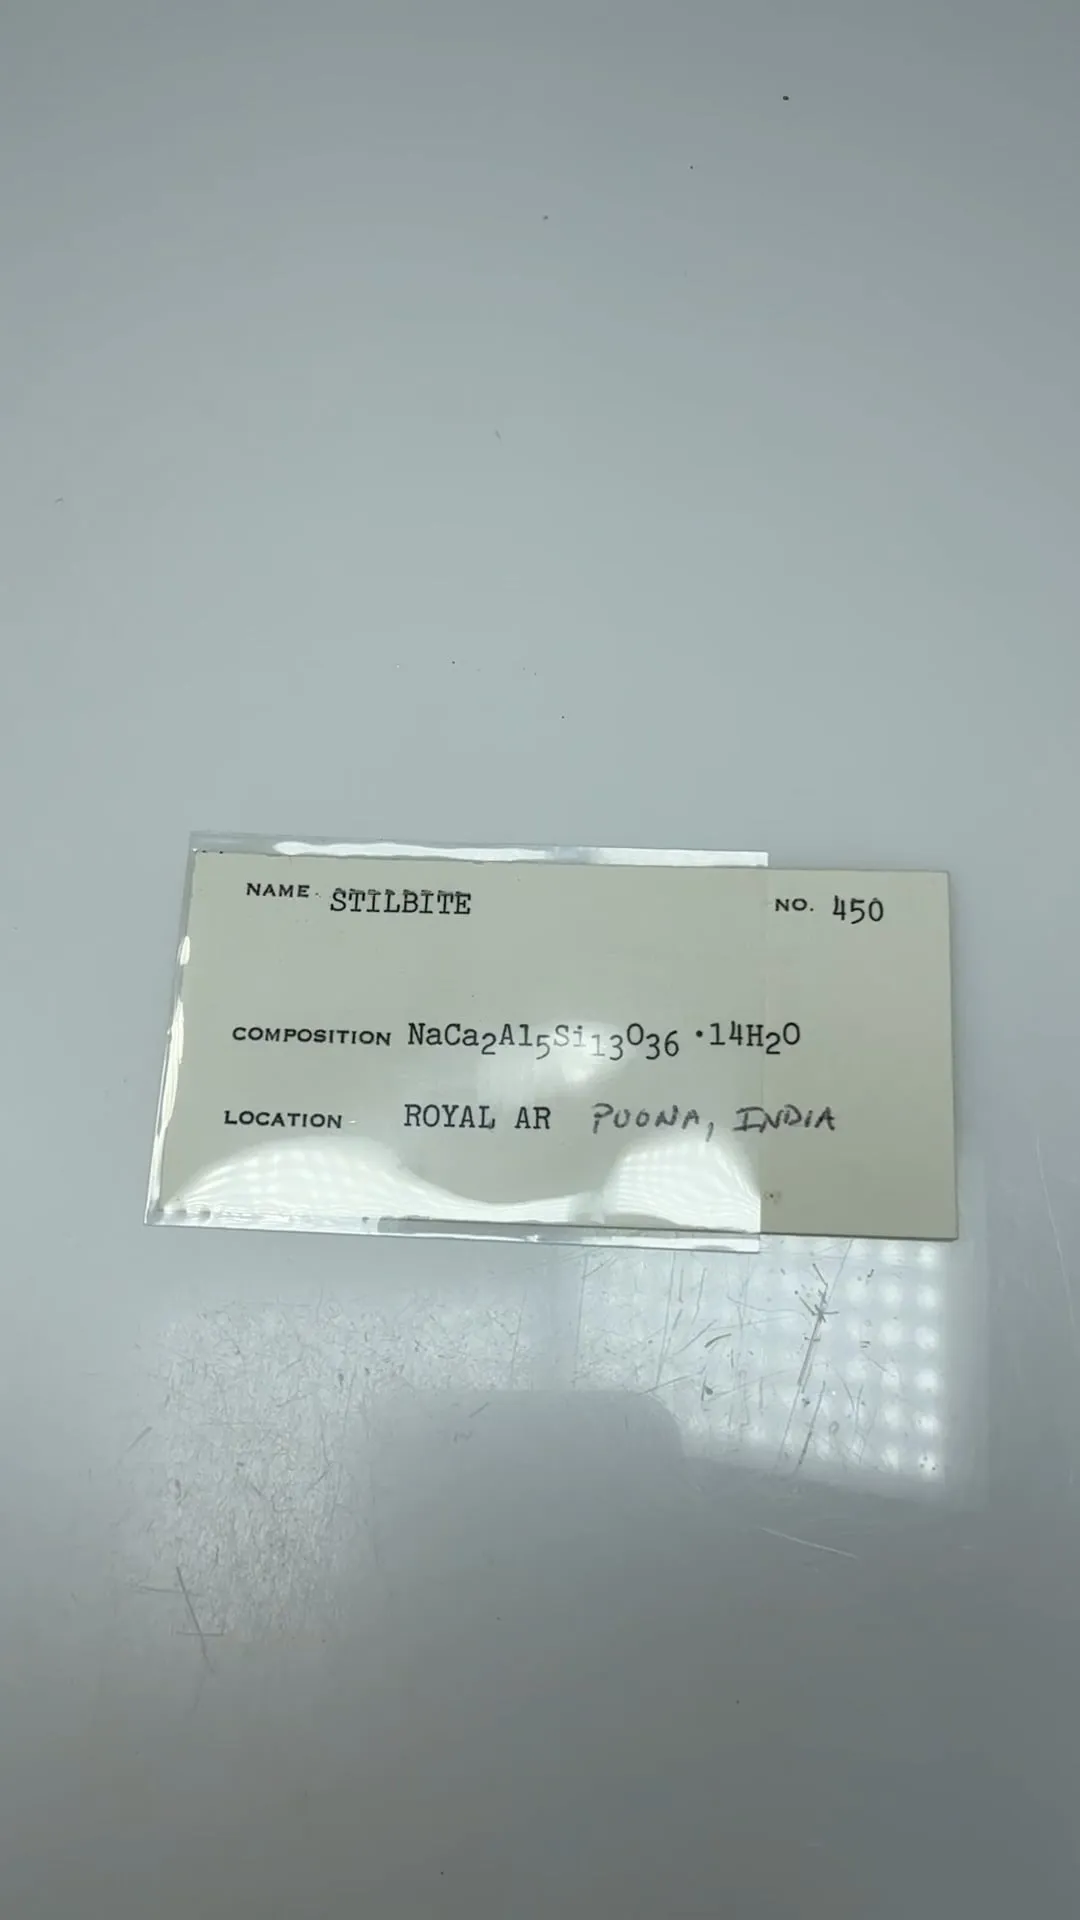 NAME STILBITE NO. 450
COMPOSITION NaCa2Al5Si13O36 ·14H2O
LOCATION ROYAL AR POONA, INDIA